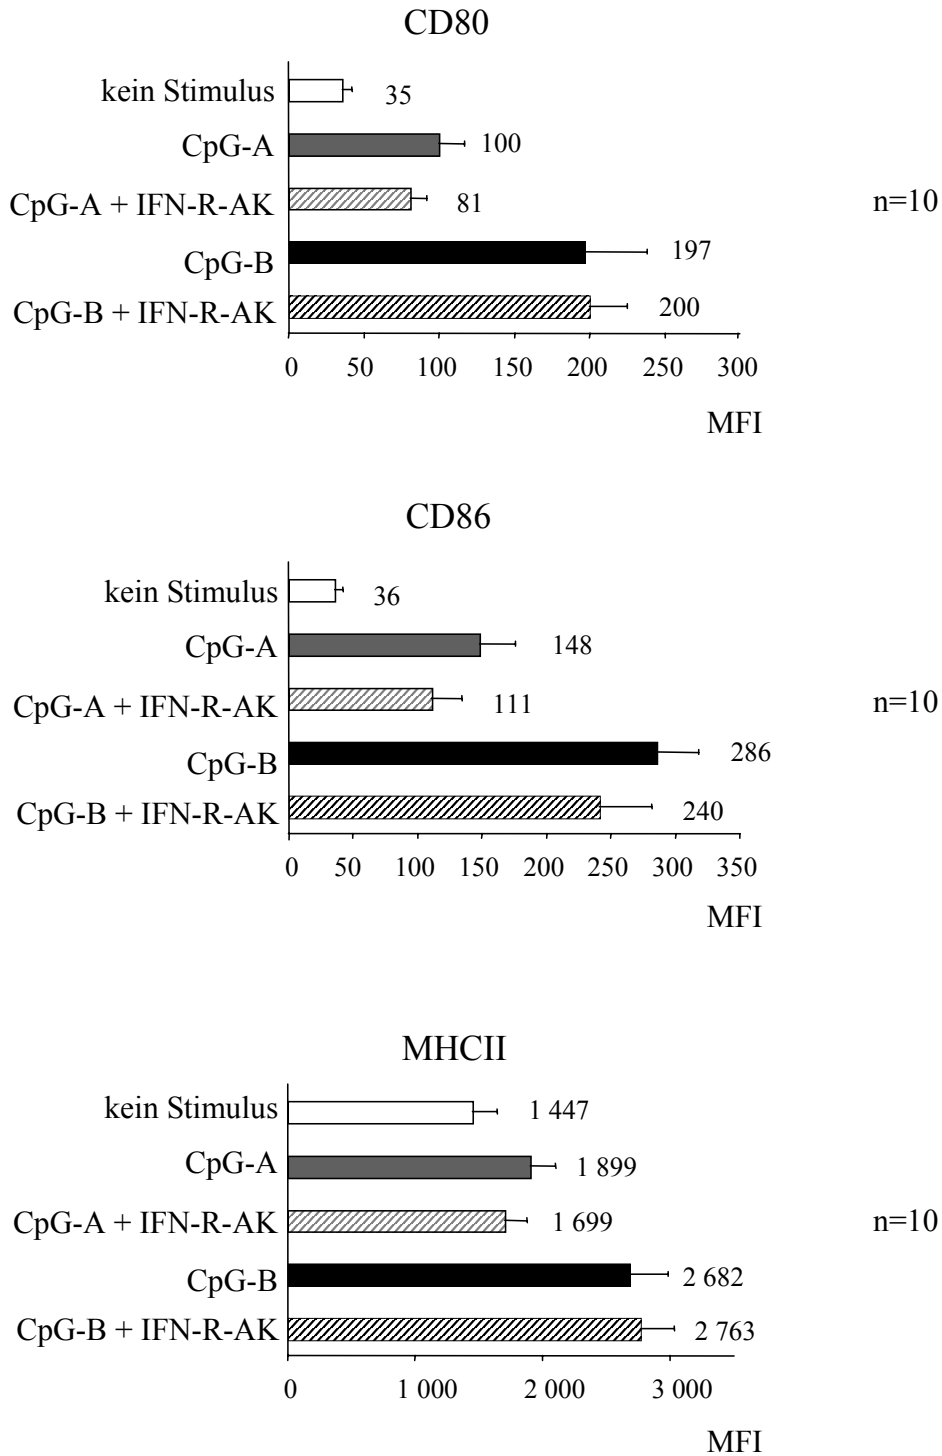 CD80
kein Stimulus 35
CpG-A 100
CpG-A + IFN-R-AK 81 n=10
CpG-B 197
CpG-B + IFN-R-AK 200
0 50 100 150 200 250 300
MFI
CD86
kein Stimulus 36
CpG-A 148
CpG-A + IFN-R-AK 111 n=10
CpG-B 286
CpG-B + IFN-R-AK 240
0 50 100 150 200 250 300 350
MFI
MHCII
kein Stimulus 1 447
CpG-A 1 899
CpG-A + IFN-R-AK 1 699 n=10
CpG-B 2 682
CpG-B + IFN-R-AK 2 763
0 1 000 2 000 3 000
MFI